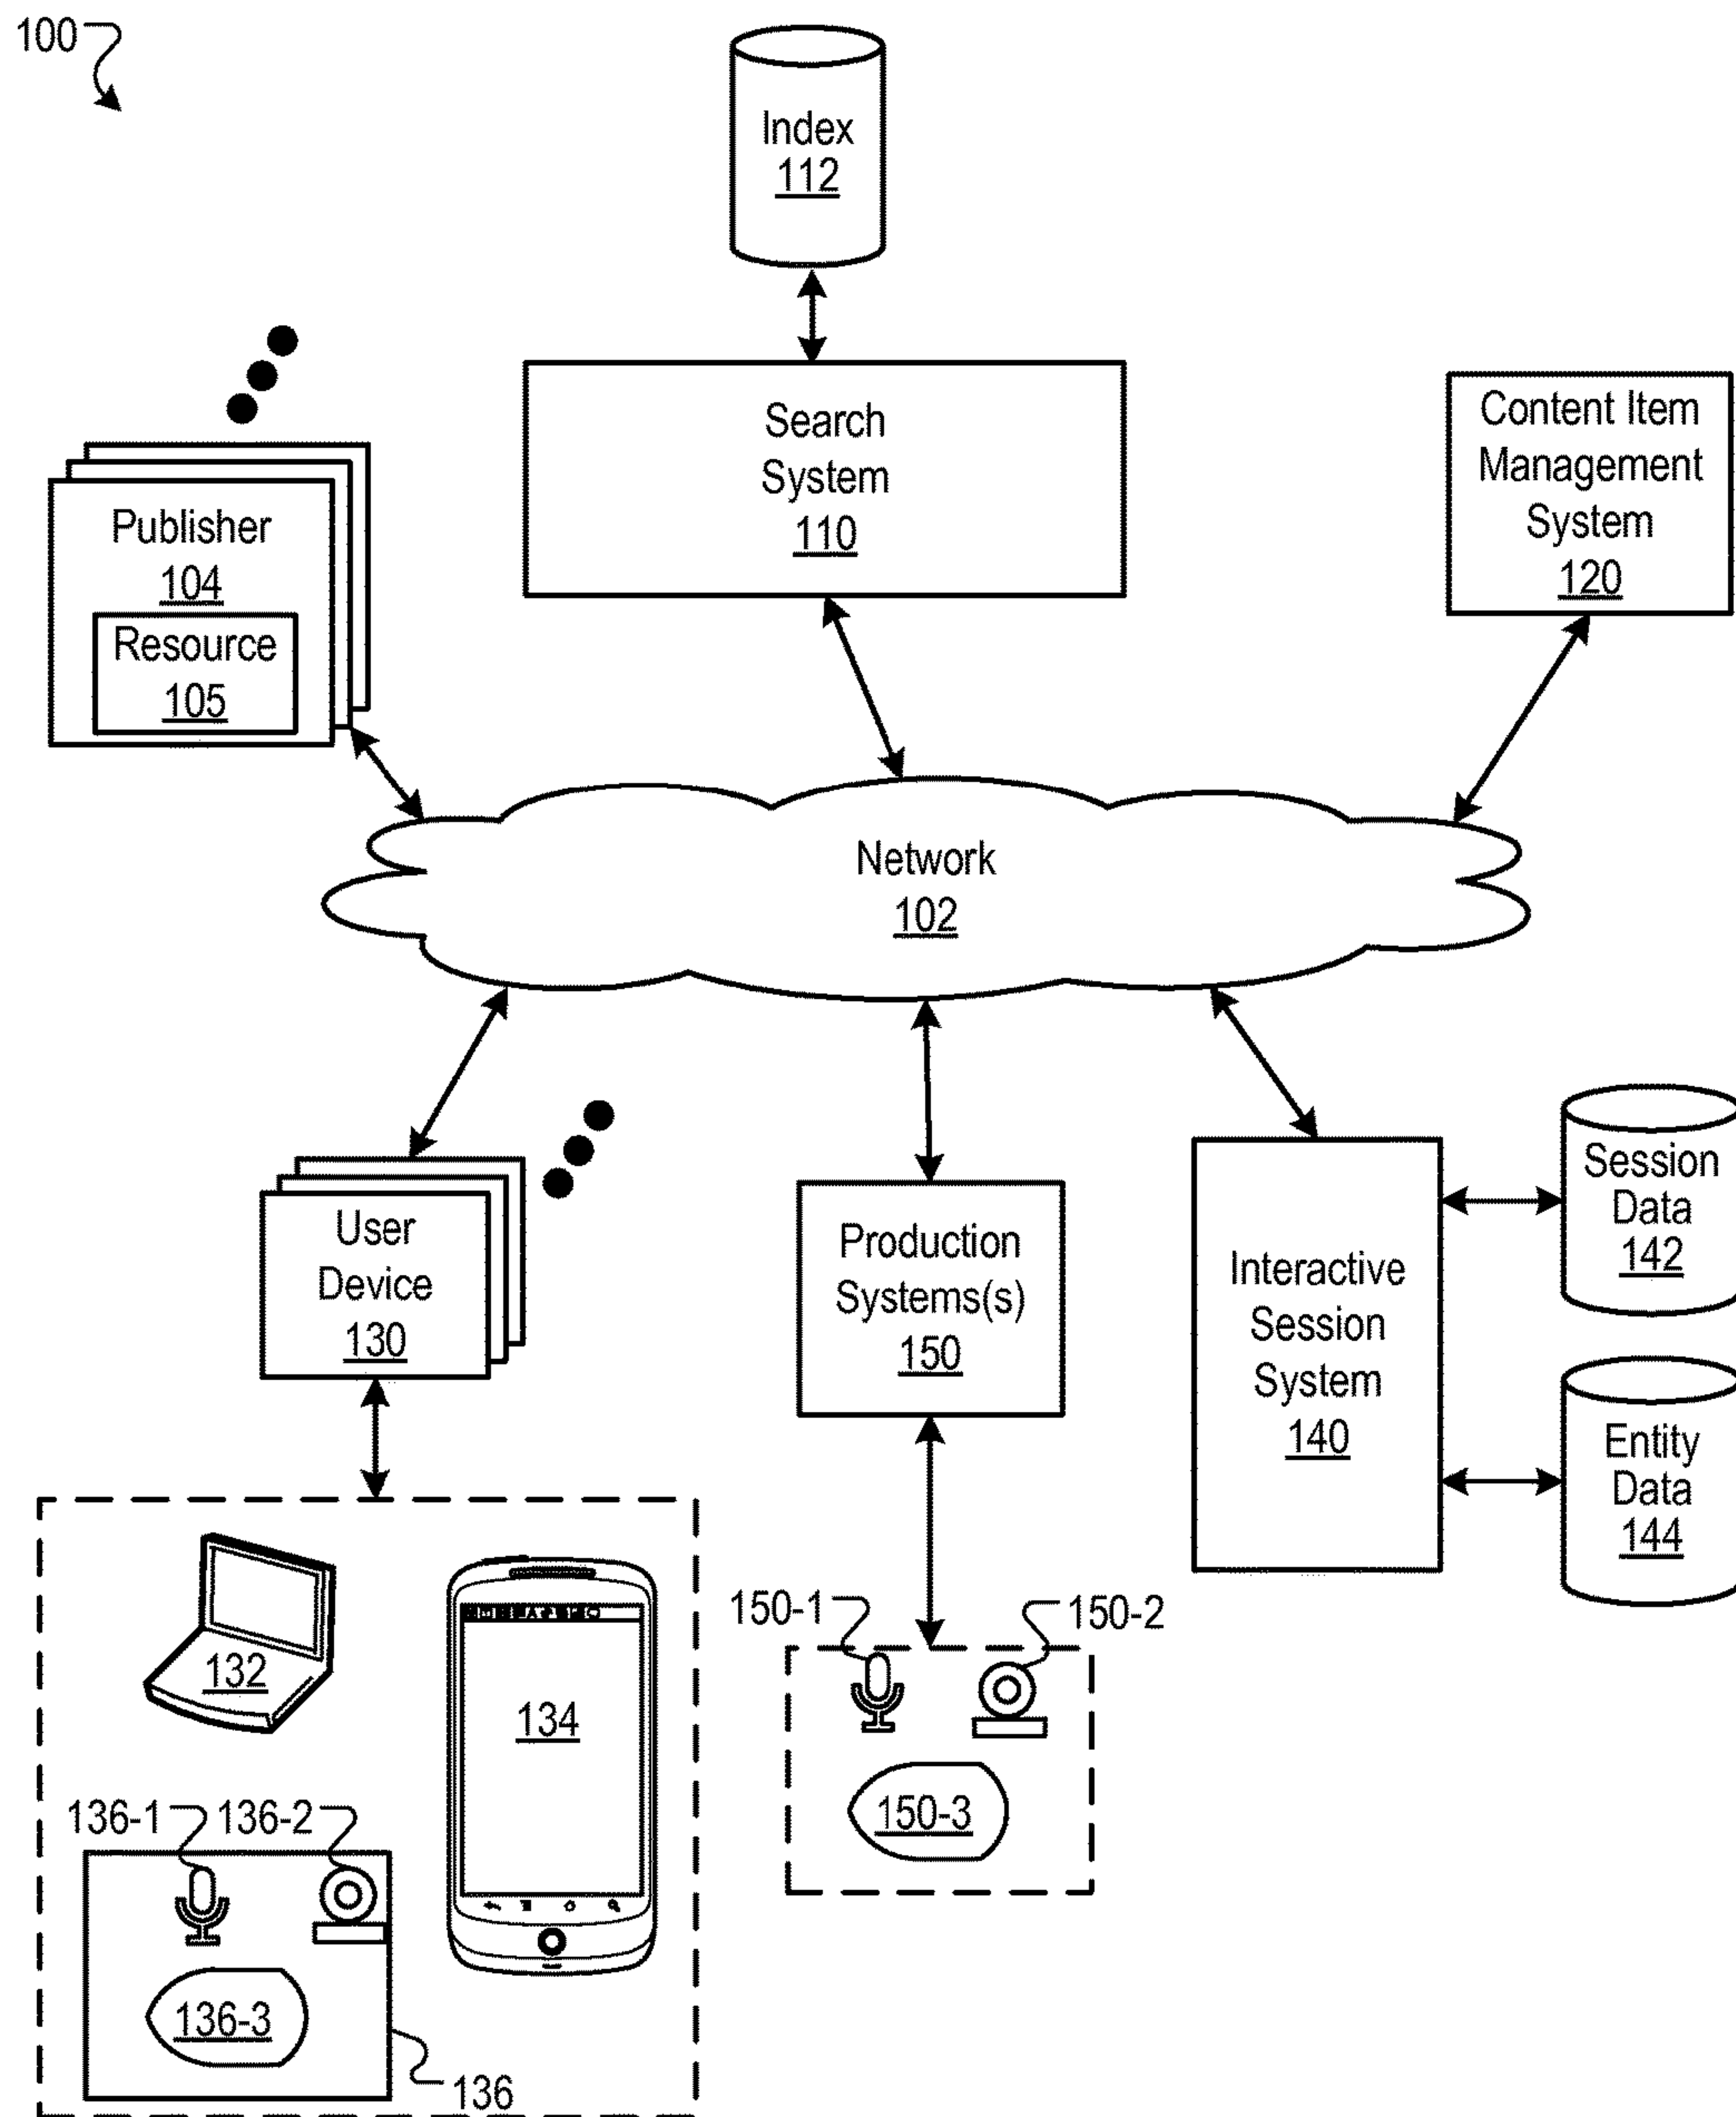 100
Index
112
Search
System
110
Content Item
Management
System
120
Publisher
104
Resource
105
Network
102
User
Device
130
Production
Systems(s)
150
Interactive
Session
System
140
Session
Data
142
Entity
Data
144
132
134
136-1
136-2
136-3
136
150-1
150-2
150-3